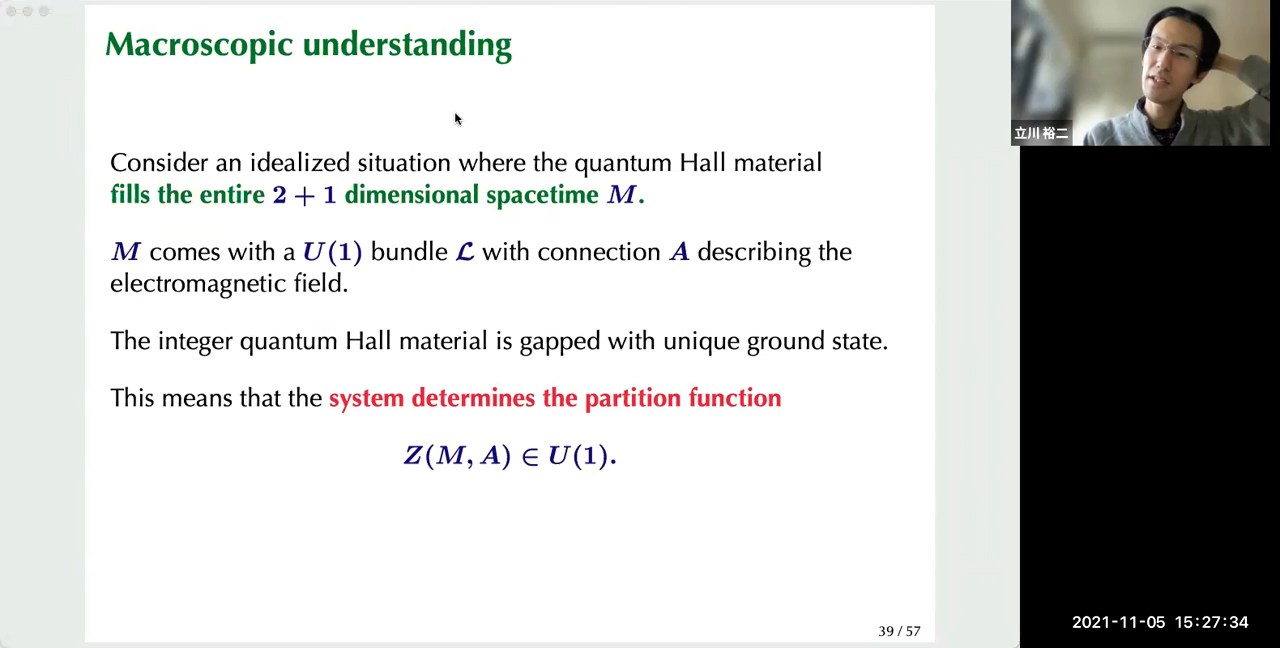 Macroscopic understanding
Consider an idealized situation where the quantum Hall material
fills the entire 2 + 1 dimensional spacetime M.
M comes with a U(1) bundle ℒ with connection A describing the
electromagnetic field.
The integer quantum Hall material is gapped with unique ground state.
This means that the system determines the partition function
Z(M, A) ∈ U(1).
39 / 57
立川 裕二
2021-11-05 15:27:34